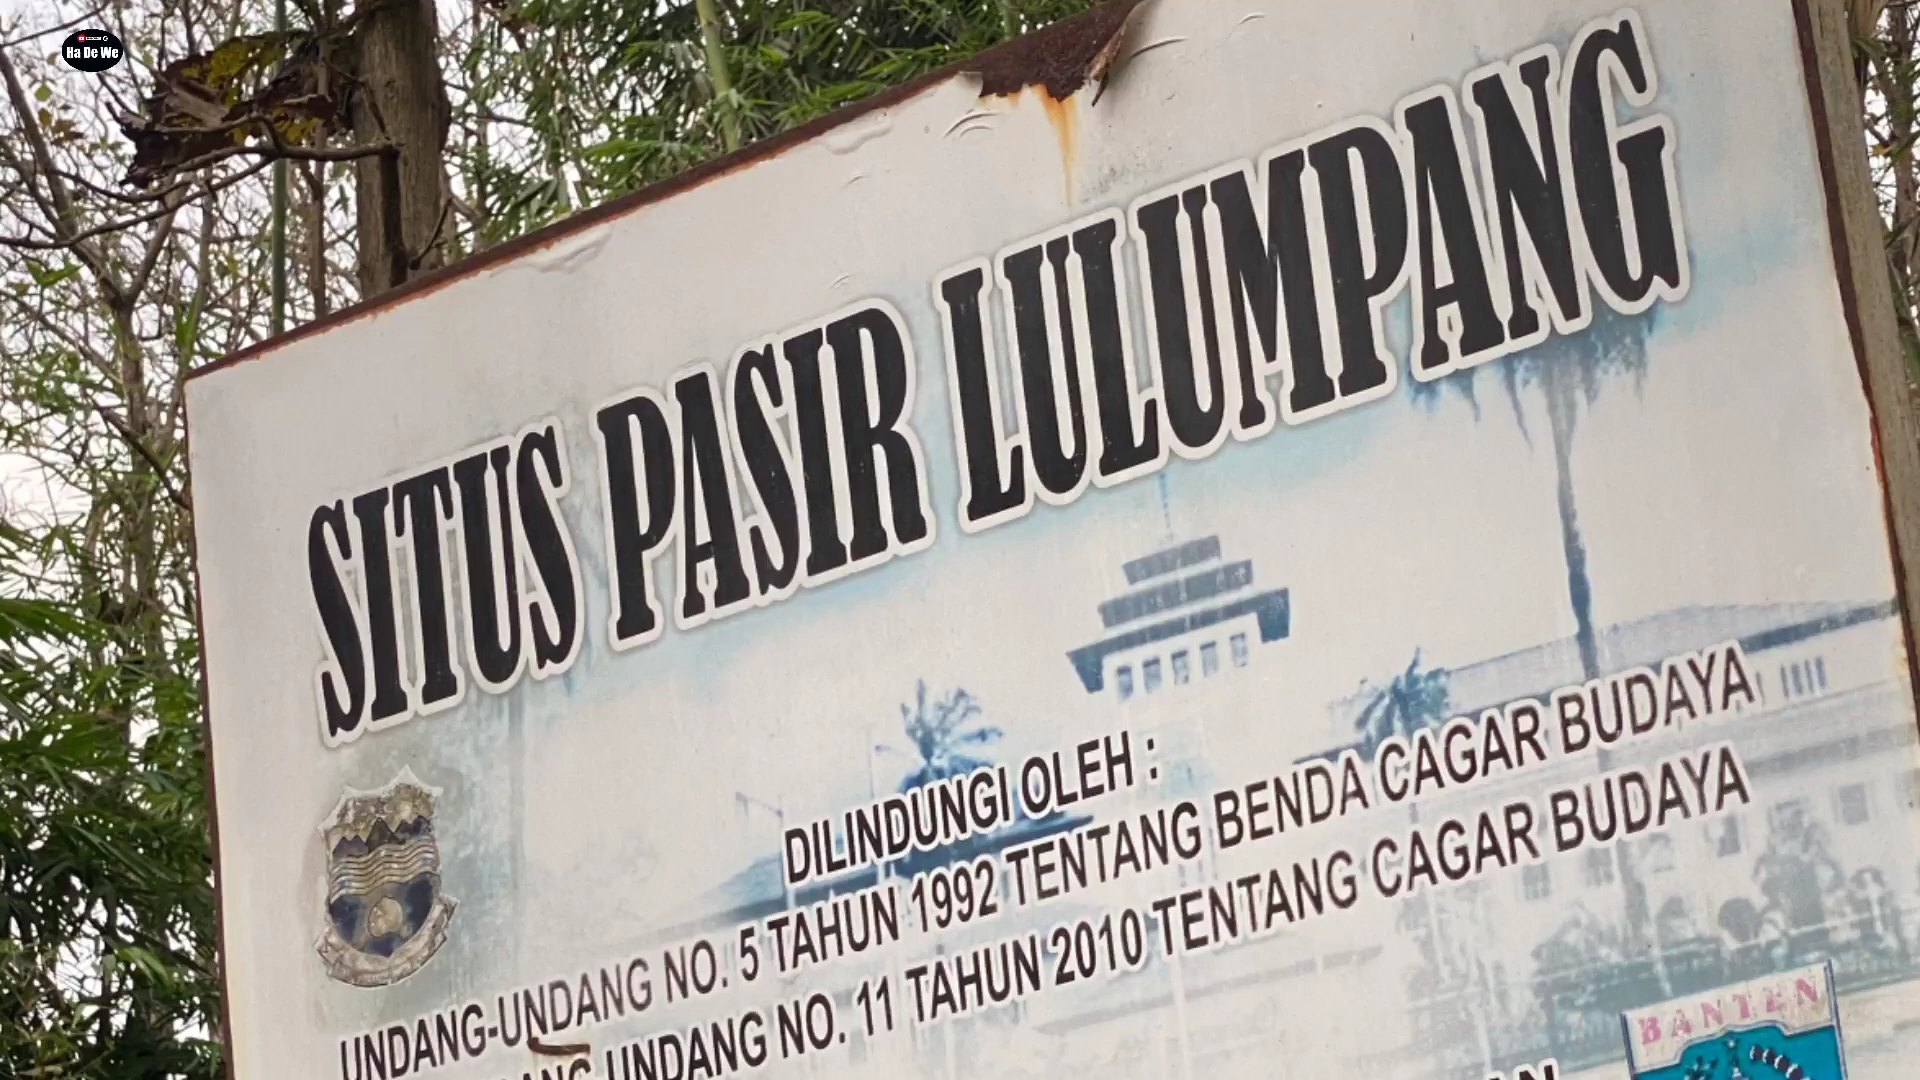 Ha De We
SITUS PASIR LULUMPANG
DILINDUNGI OLEH :
UNDANG-UNDANG NO. 5 TAHUN 1992 TENTANG BENDA CAGAR BUDAYA
UNDANG NO. 11 TAHUN 2010 TENTANG CAGAR BUDAYA
BANTEN